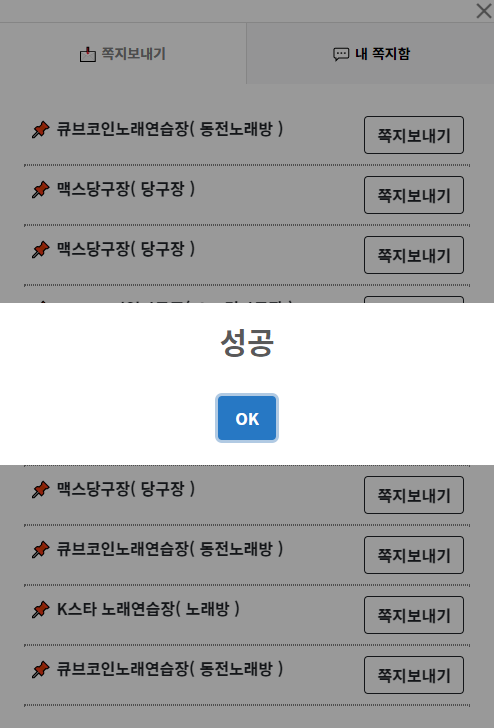 쪽지보내기
내 쪽지함
큐브코인노래연습장( 동전노래방 )
쪽지보내기
맥스당구장( 당구장 )
쪽지보내기
맥스당구장( 당구장 )
쪽지보내기
성공
OK
맥스당구장( 당구장 )
쪽지보내기
큐브코인노래연습장( 동전노래방 )
쪽지보내기
K스타 노래연습장( 노래방 )
쪽지보내기
큐브코인노래연습장( 동전노래방 )
쪽지보내기